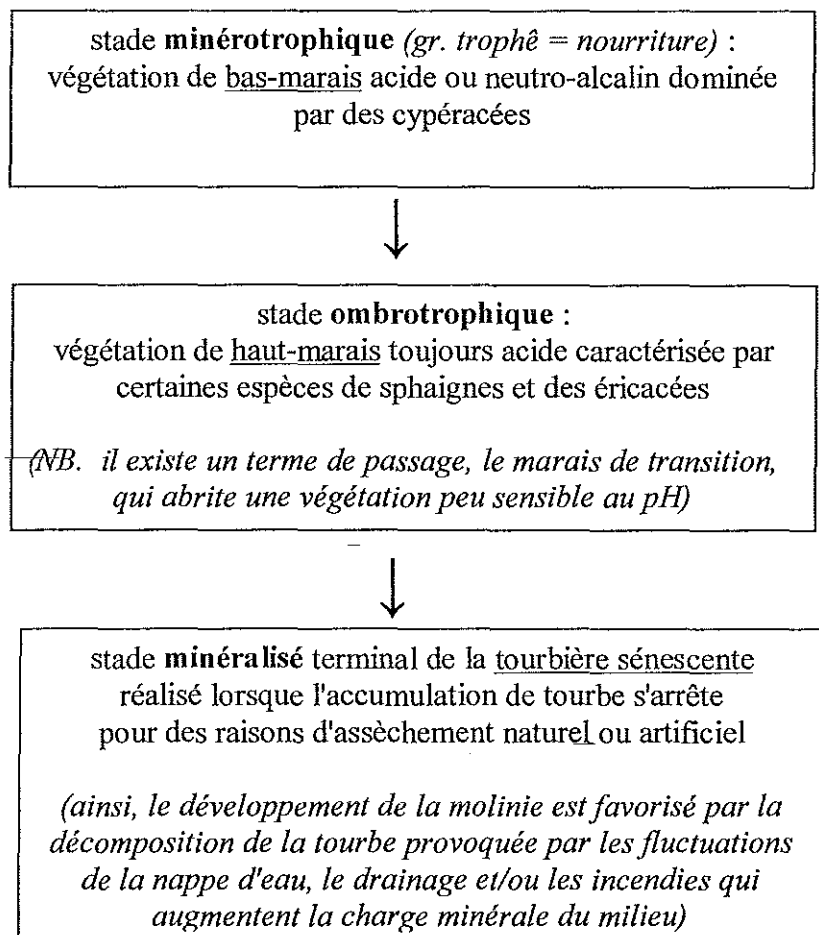 stade minérotrophique (gr. trophê = nourriture) :
végétation de bas-marais acide ou neutro-alcalin dominée
par des cypéracées
stade ombrotrophique :
végétation de haut-marais toujours acide caractérisée par
certaines espèces de sphaignes et des éricacées
(NB. il existe un terme de passage, le marais de transition,
qui abrite une végétation peu sensible au pH)
stade minéralisé terminal de la tourbière sénescente
réalisé lorsque l'accumulation de tourbe s'arrête
pour des raisons d'assèchement naturel ou artificiel
(ainsi, le développement de la molinie est favorisé par la
décomposition de la tourbe provoquée par les fluctuations
de la nappe d'eau, le drainage et/ou les incendies qui
augmentent la charge minérale du milieu)